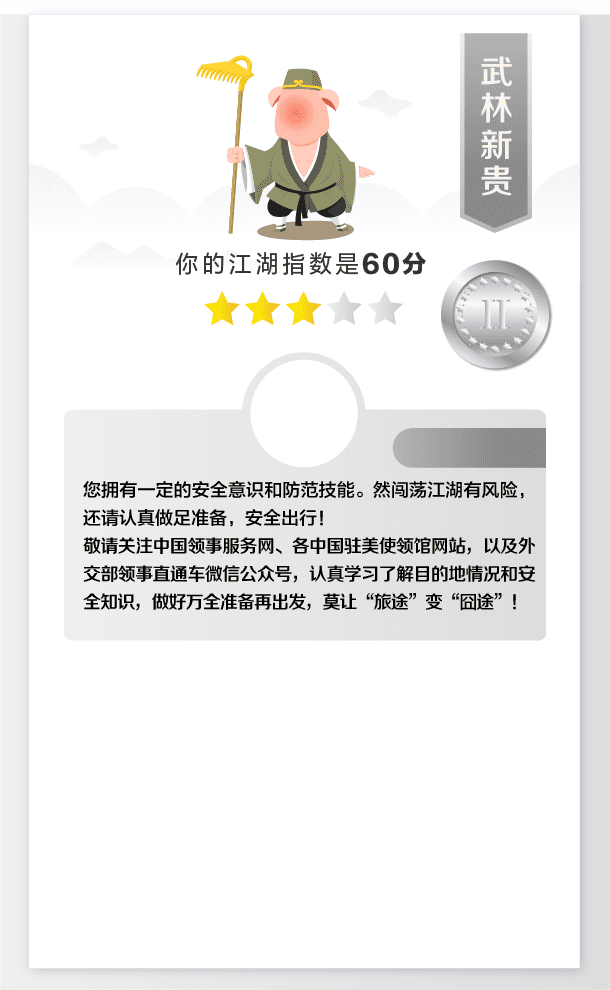 武林新贵
你的江湖指数是60分
II
您拥有一定的安全意识和防范技能。然闯荡江湖有风险，
还请认真做足准备，安全出行！
敬请关注中国领事服务网、各中国驻美使领馆网站，以及外
交部领事直通车微信公众号，认真学习了解目的地情况和安
全知识，做好万全准备再出发，莫让“旅途”变“囧途”！